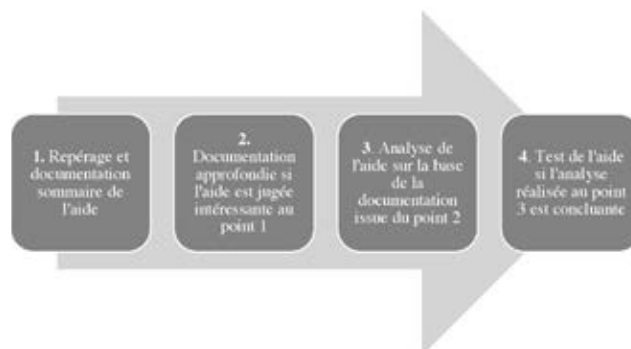 1. Repérage et
documentation
sommaire de
l'aide
2.
Documentation
approfondie si
l'aide est jugée
intéressante au
point 1
3. Analyse de
l'aide sur la base
de la
documentation
issue du point 2
4. Test de l'aide
si l'analyse
réalisée au point
3 est concluante